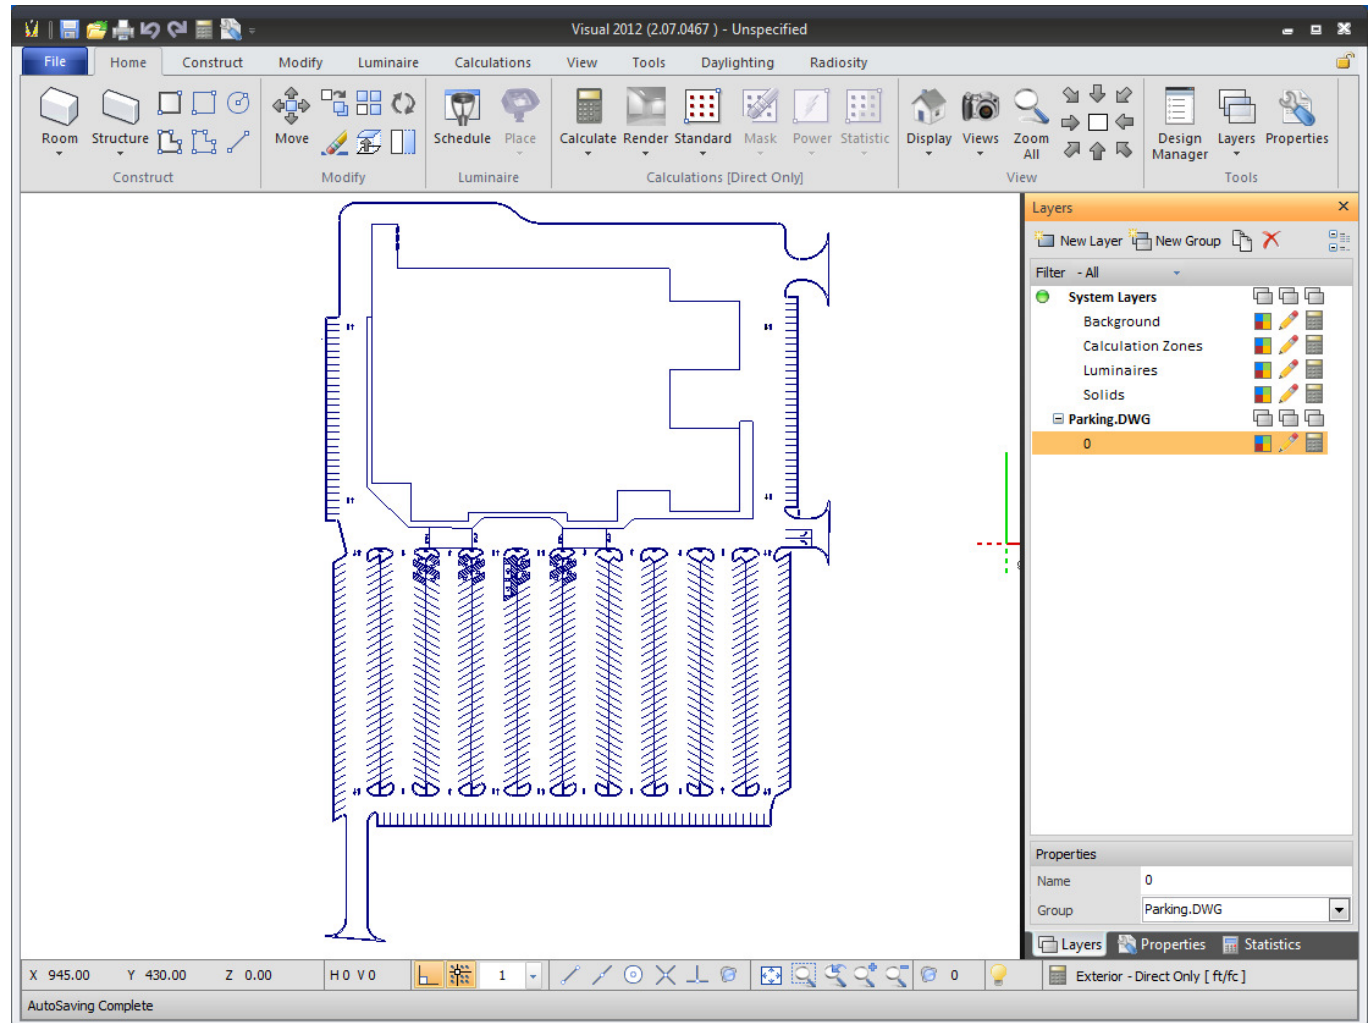 Visual 2012 (2.07.0467 ) - Unspecified
File Home Construct Modify Luminaire Calculations View Tools Daylighting Radiosity
Room Structure Move Schedule Place Calculate Render Standard Mask Power Statistic Display Views Zoom All Design Manager Layers Properties
Construct Modify Luminaire Calculations [Direct Only] View Tools
Layers
New Layer New Group
Filter - All
System Layers
Background
Calculation Zones
Luminaires
Solids
Parking.DWG
0
Properties
Name 0
Group Parking.DWG
Layers Properties Statistics
X 945.00 Y 430.00 Z 0.00 H 0 V 0 1 0 Exterior - Direct Only [ ft/fc ]
AutoSaving Complete